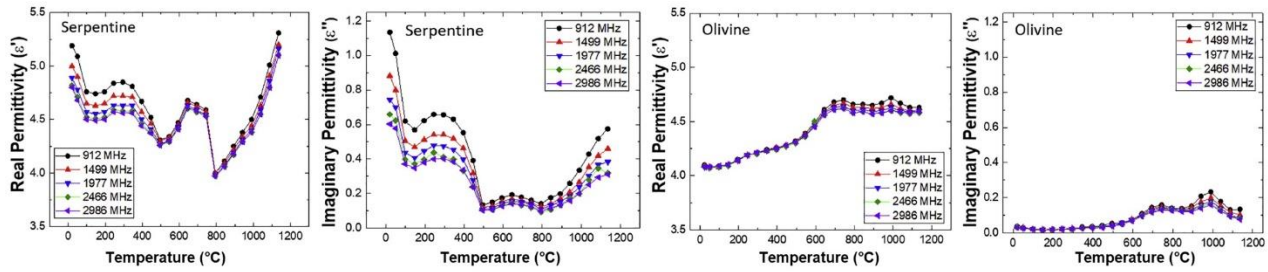 Serpentine
Real Permittivity (ε')
5.0
4.5
4.0
3.5
912 MHz
1499 MHz
1977 MHz
2466 MHz
2986 MHz
0 200 400 600 800 1000 1200
Temperature (°C)
Serpentine
Imaginary Permittivity (ε'')
1.2
1.0
0.8
0.6
0.4
0.2
0.0
912 MHz
1499 MHz
1977 MHz
2466 MHz
2986 MHz
0 200 400 600 800 1000 1200
Temperature (°C)
Olivine
Real Permittivity (ε')
5.0
4.5
4.0
3.5
912 MHz
1499 MHz
1977 MHz
2466 MHz
2986 MHz
0 200 400 600 800 1000 1200
Temperature (°C)
Olivine
Imaginary Permittivity (ε'')
1.2
1.0
0.8
0.6
0.4
0.2
0.0
912 MHz
1499 MHz
1977 MHz
2466 MHz
2986 MHz
0 200 400 600 800 1000 1200
Temperature (°C)